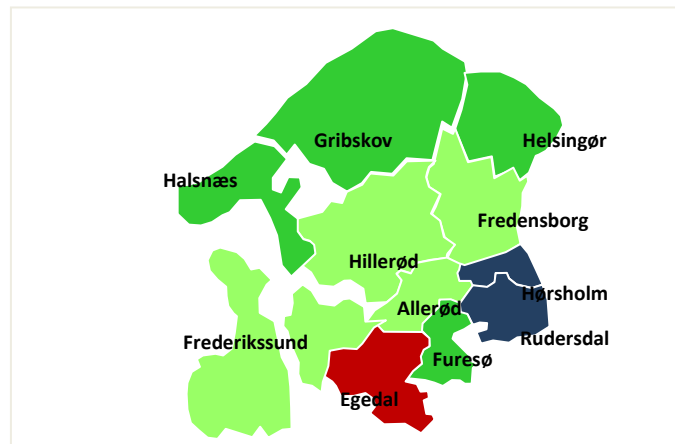 Gribskov
Helsingør
Halsnæs
Fredensborg
Hillerød
Hørsholm
Allerød
Rudersdal
Frederikssund
Furesø
Egedal